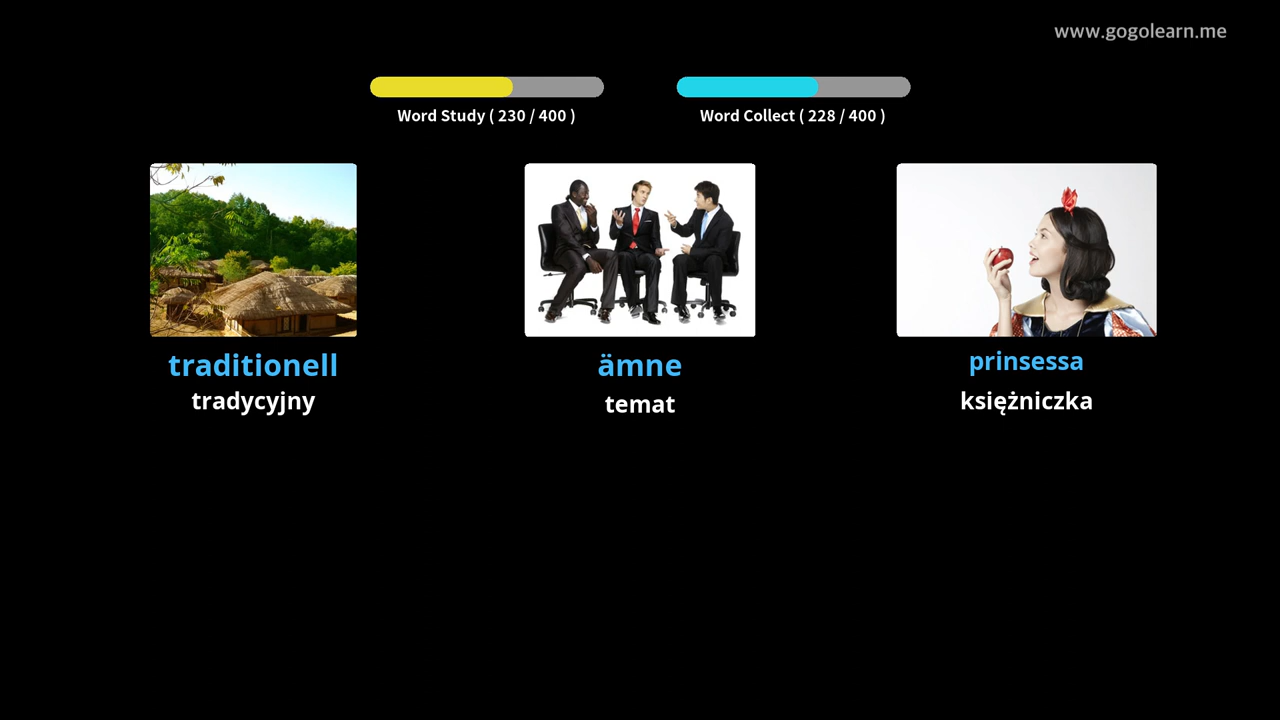 www.gogolearn.me
Word Study ( 230 / 400 )
Word Collect ( 228 / 400 )
traditionell
tradycyjny
ämne
temat
prinsessa
księżniczka